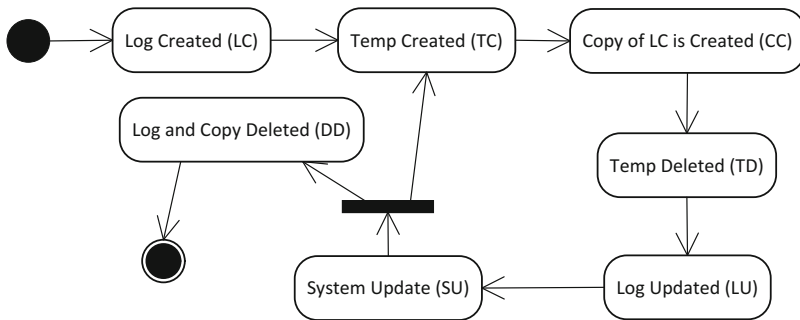 Log Created (LC)
Temp Created (TC)
Copy of LC is Created (CC)
Log and Copy Deleted (DD)
Temp Deleted (TD)
System Update (SU)
Log Updated (LU)